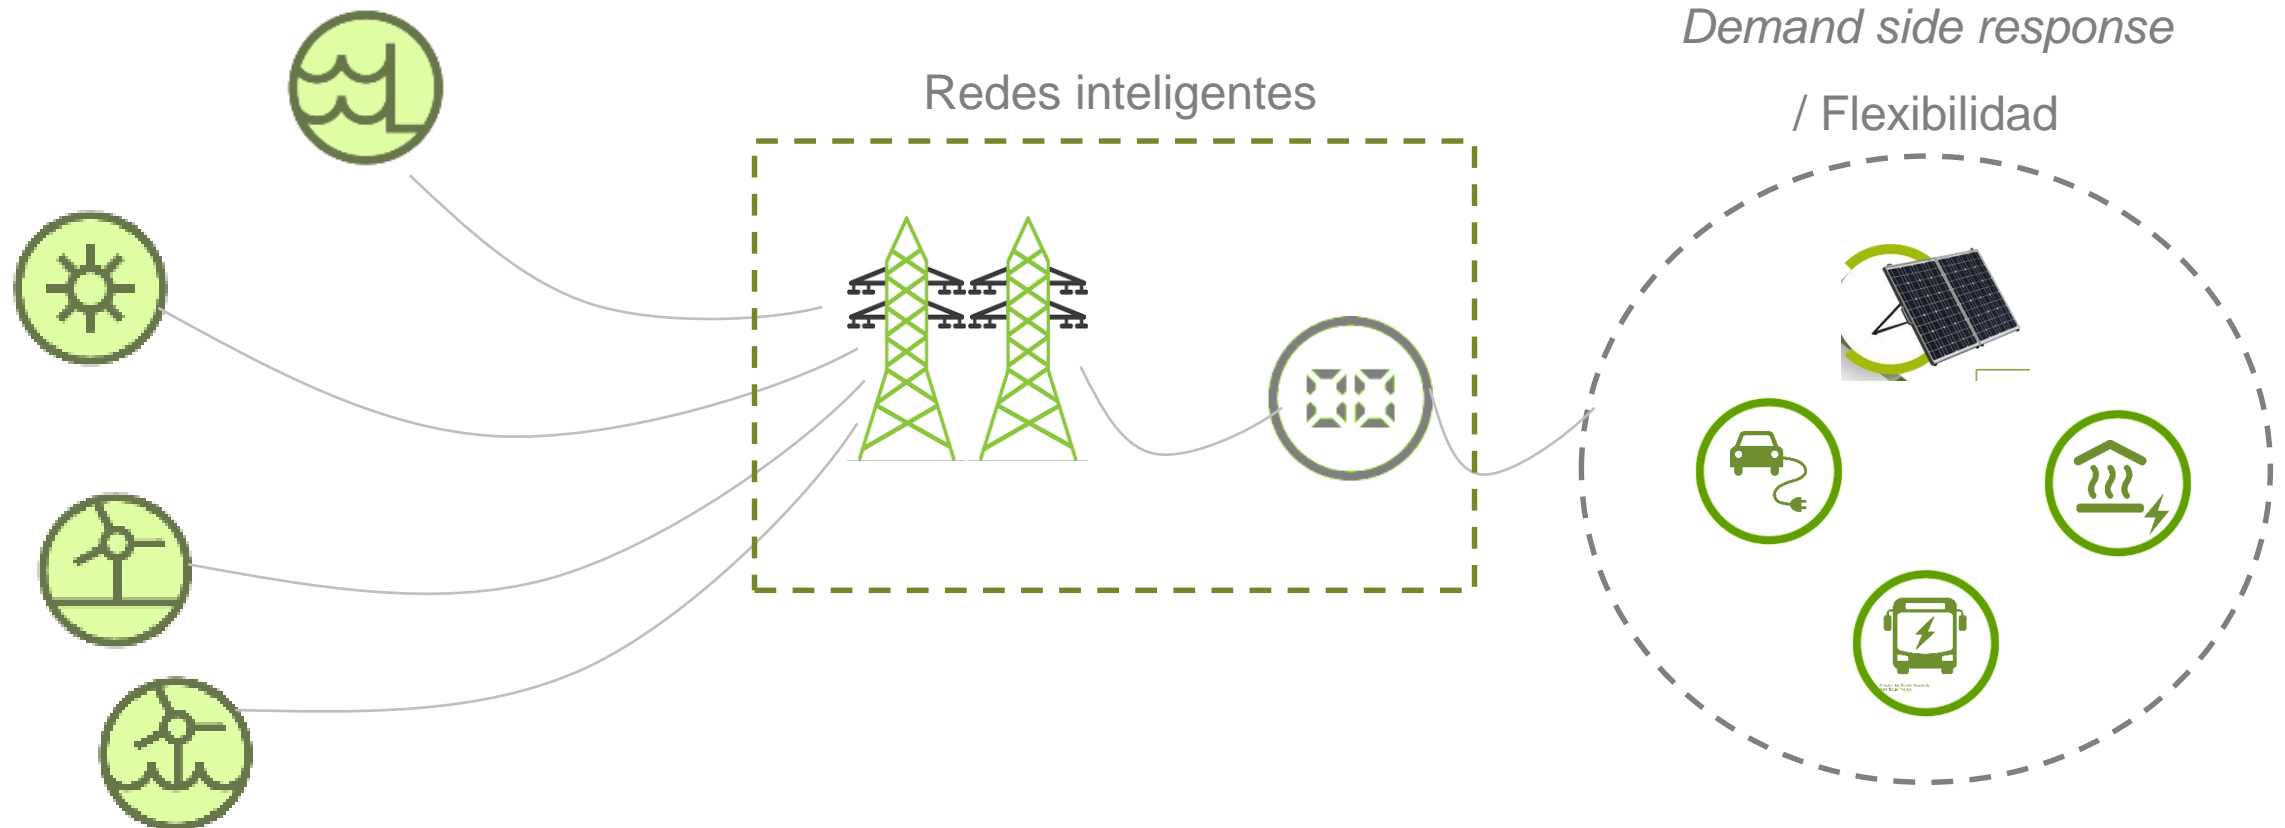 Demand side response
Redes inteligentes
/ Flexibilidad